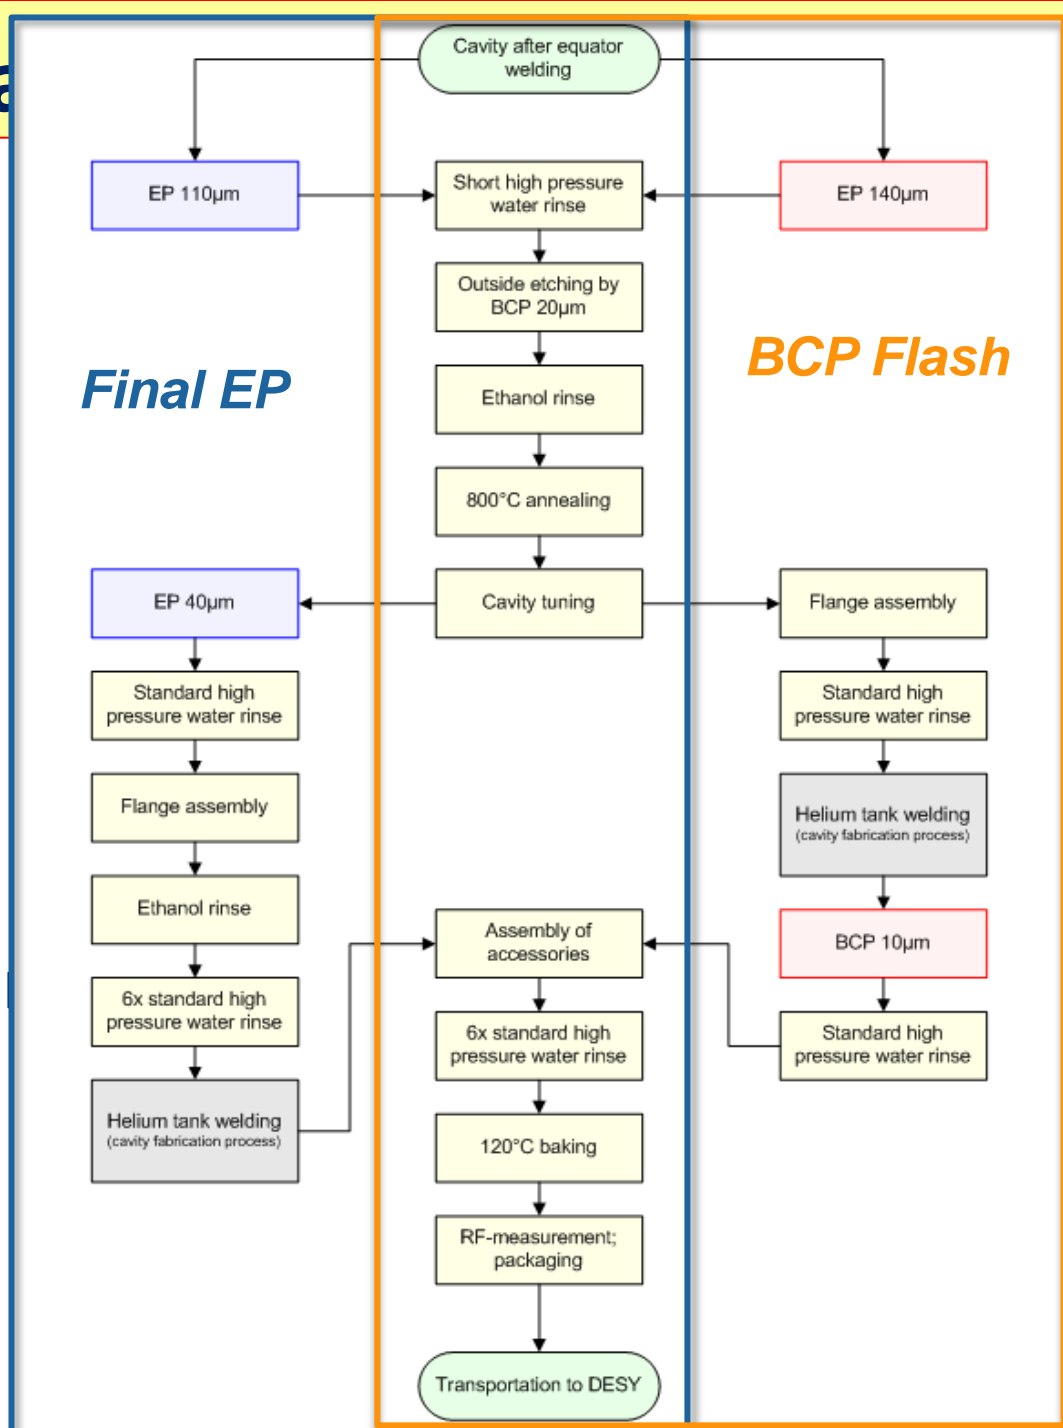 Cavity after equator
welding
EP 110µm
Short high pressure
water rinse
EP 140µm
Outside etching by
BCP 20µm
BCP Flash
Final EP
Ethanol rinse
800°C annealing
EP 40µm
Cavity tuning
Flange assembly
Standard high
pressure water rinse
Standard high
pressure water rinse
Flange assembly
Helium tank welding
(cavity fabrication process)
Ethanol rinse
Assembly of
accessories
BCP 10µm
6x standard high
pressure water rinse
6x standard high
pressure water rinse
Standard high
pressure water rinse
Helium tank welding
(cavity fabrication process)
120°C baking
RF-measurement;
packaging
Transportation to DESY